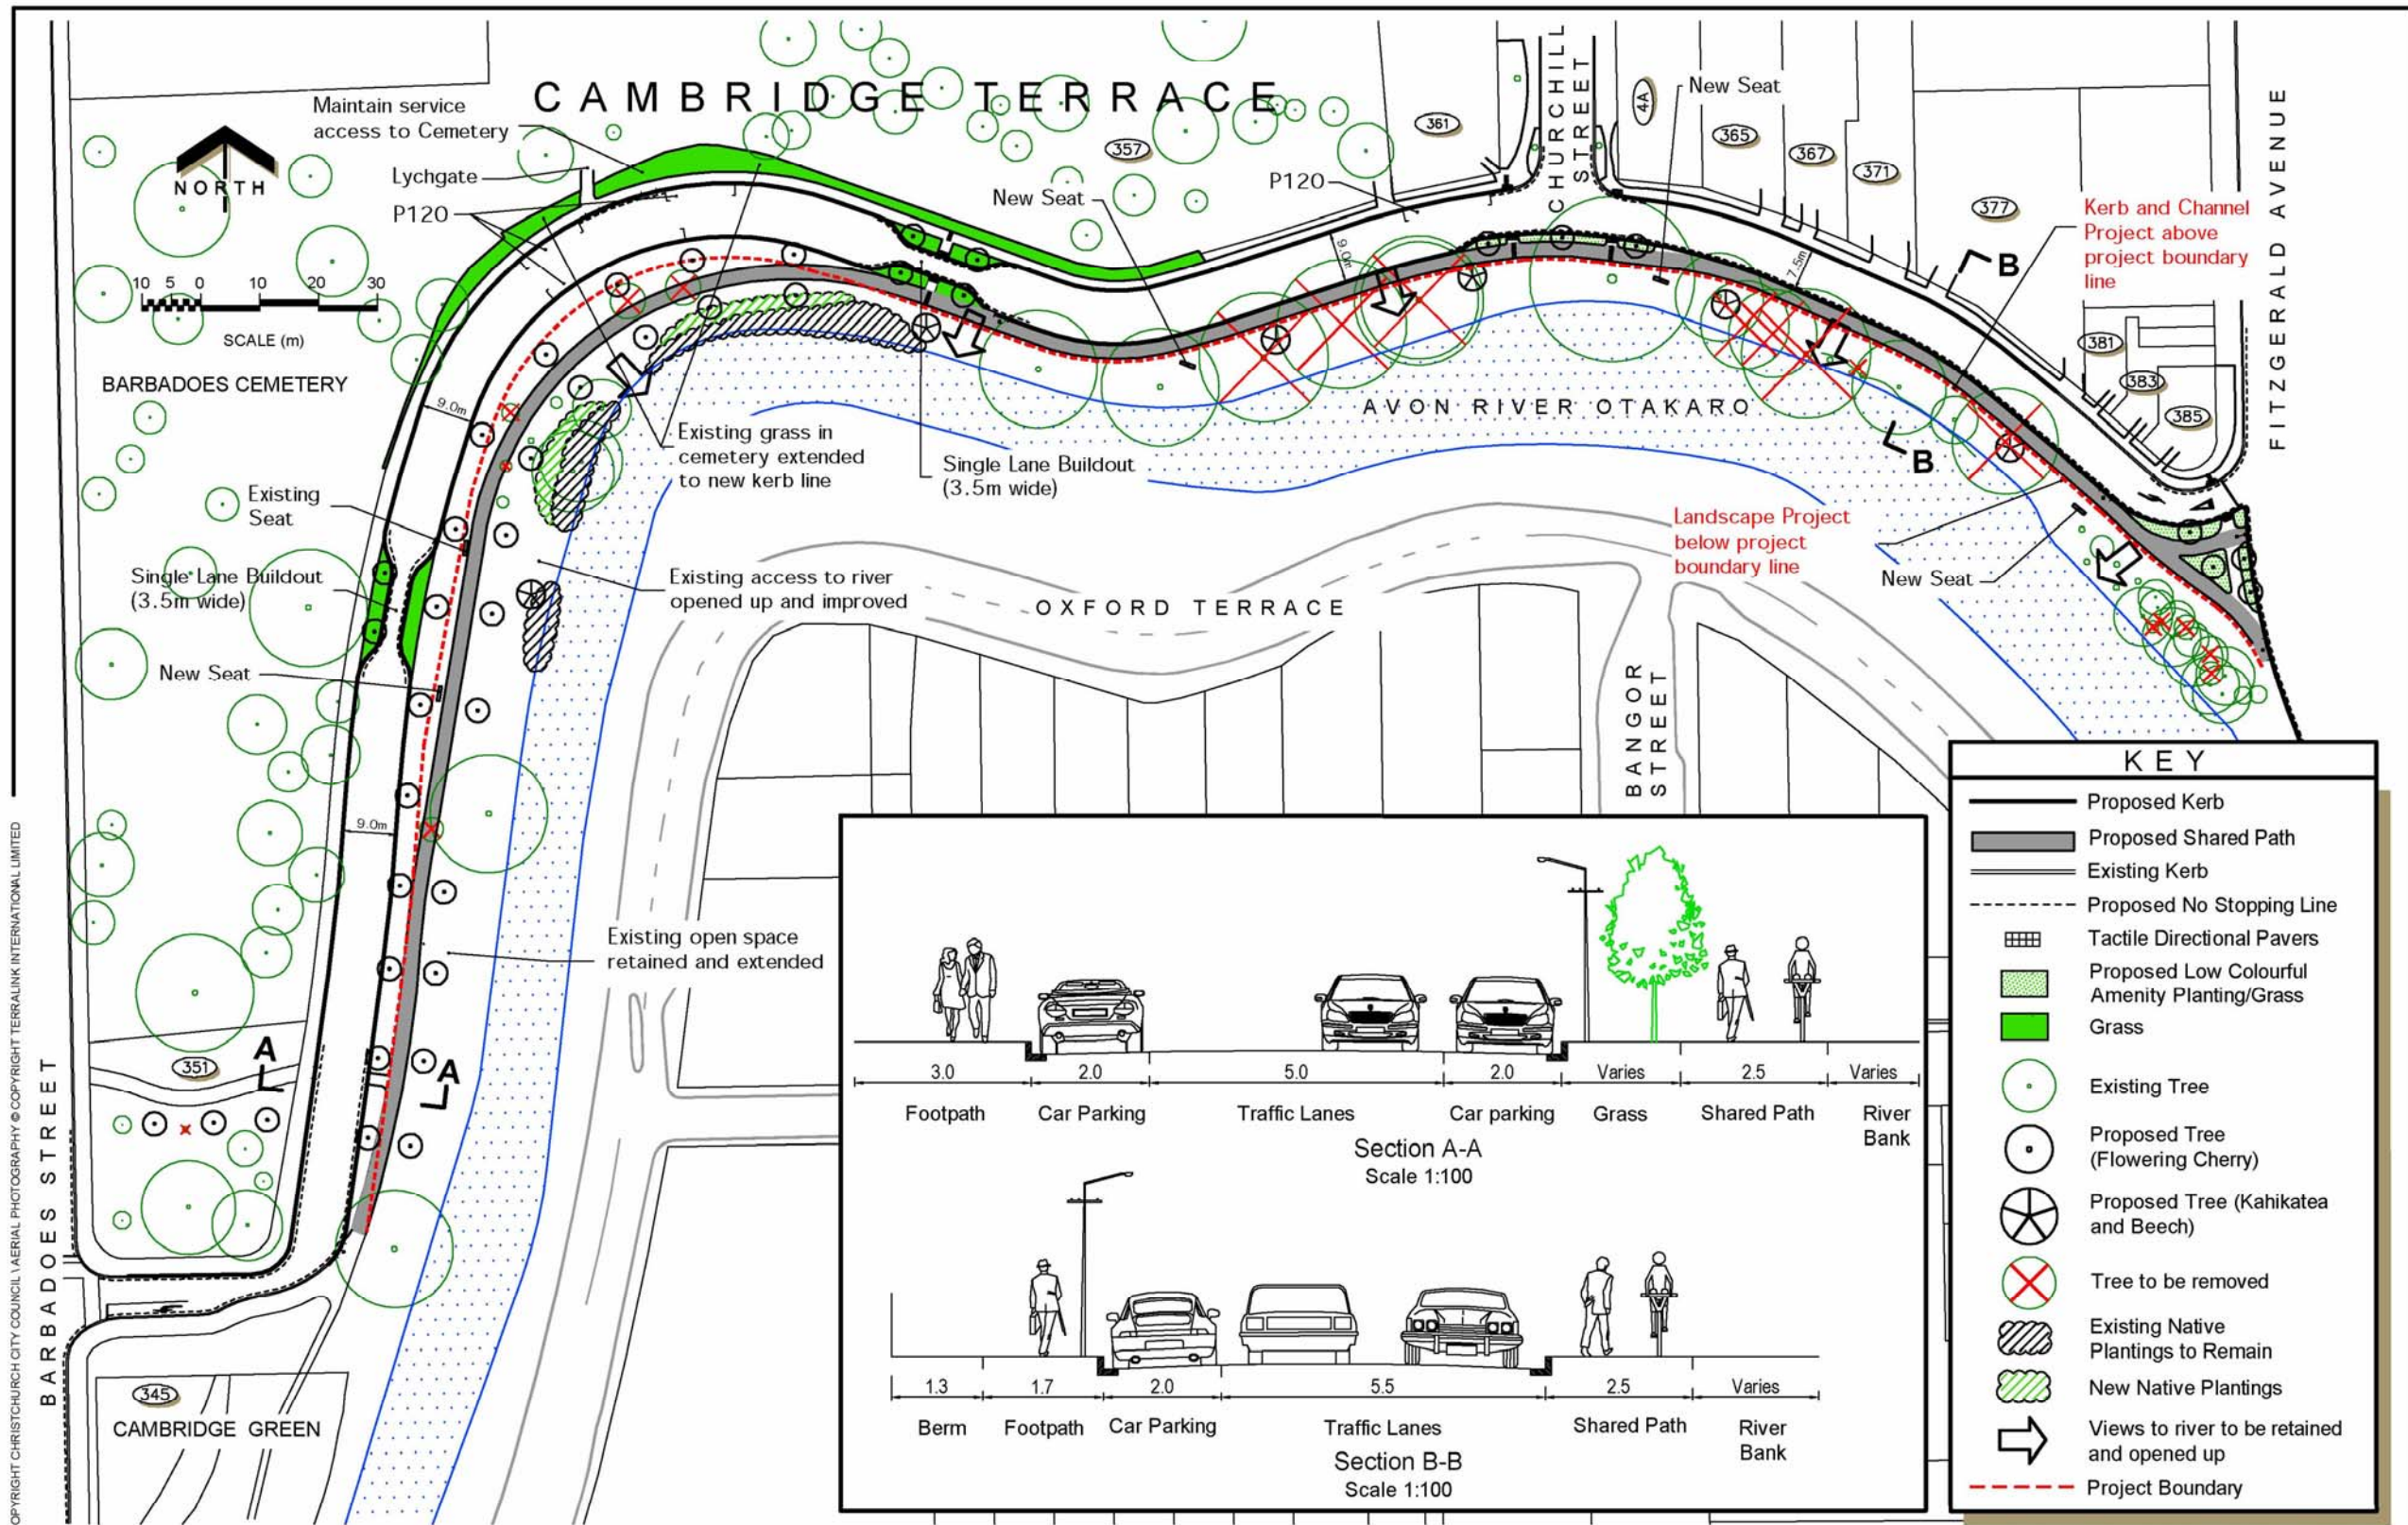 CAMBRIDGE TERRACE
Maintain service
access to Cemetery
Lychgate
P120
NORTH
10 5 0 10 20 30
SCALE (m)
BARBADOES CEMETERY
357
New Seat
P120
361
CHURCHILL
STREET
4A
New Seat
365
367
371
377
Kerb and Channel
Project above
project boundary
line
B
FITZGERALD AVENUE
381
383
385
9.0m
7.5m
9.0m
AVON RIVER OTAKARO
B
Existing grass in
cemetery extended
to new kerb line
Single Lane Buildout
(3.5m wide)
Existing
Seat
Single Lane Buildout
(3.5m wide)
New Seat
Existing access to river
opened up and improved
OXFORD TERRACE
Landscape Project
below project
boundary line
New Seat
BANGOR
STREET
9.0m
Existing open space
retained and extended
A
A
351
BARBADOES STREET
345
CAMBRIDGE GREEN
OPYRIGHT CHRISTCHURCH CITY COUNCIL \ AERIAL PHOTOGRAPHY © COPYRIGHT TERRALINK INTERNATIONAL LIMITED
3.0 2.0 5.0 2.0 Varies 2.5 Varies
Footpath Car Parking Traffic Lanes Car parking Grass Shared Path River
Bank
Section A-A
Scale 1:100
1.3 1.7 2.0 5.5 2.5 Varies
Berm Footpath Car Parking Traffic Lanes Shared Path River
Bank
Section B-B
Scale 1:100
KEY
Proposed Kerb
Proposed Shared Path
Existing Kerb
Proposed No Stopping Line
Tactile Directional Pavers
Proposed Low Colourful
Amenity Planting/Grass
Grass
Existing Tree
Proposed Tree
(Flowering Cherry)
Proposed Tree (Kahikatea
and Beech)
Tree to be removed
Existing Native
Plantings to Remain
New Native Plantings
Views to river to be retained
and opened up
Project Boundary